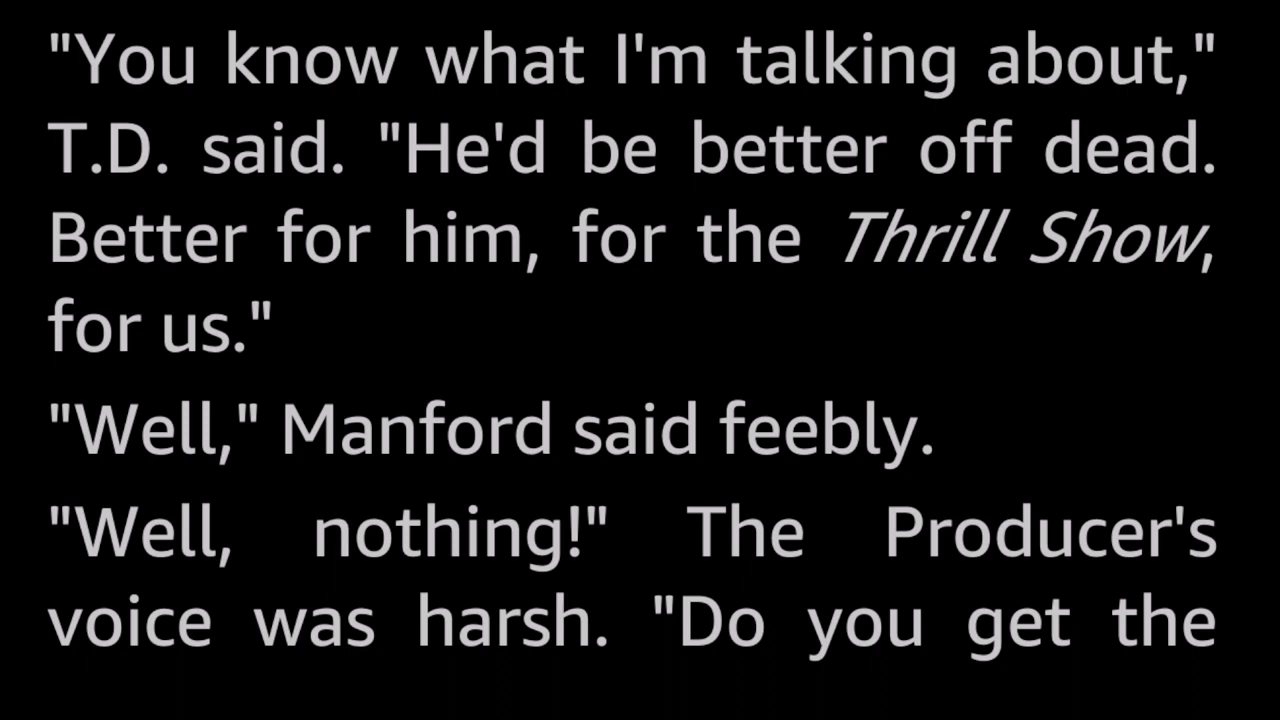 "You know what I'm talking about,"
T.D. said. "He'd be better off dead.
Better for him, for the Thrill Show,
for us."
"Well," Manford said feebly.
"Well, nothing!" The Producer's
voice was harsh. "Do you get the